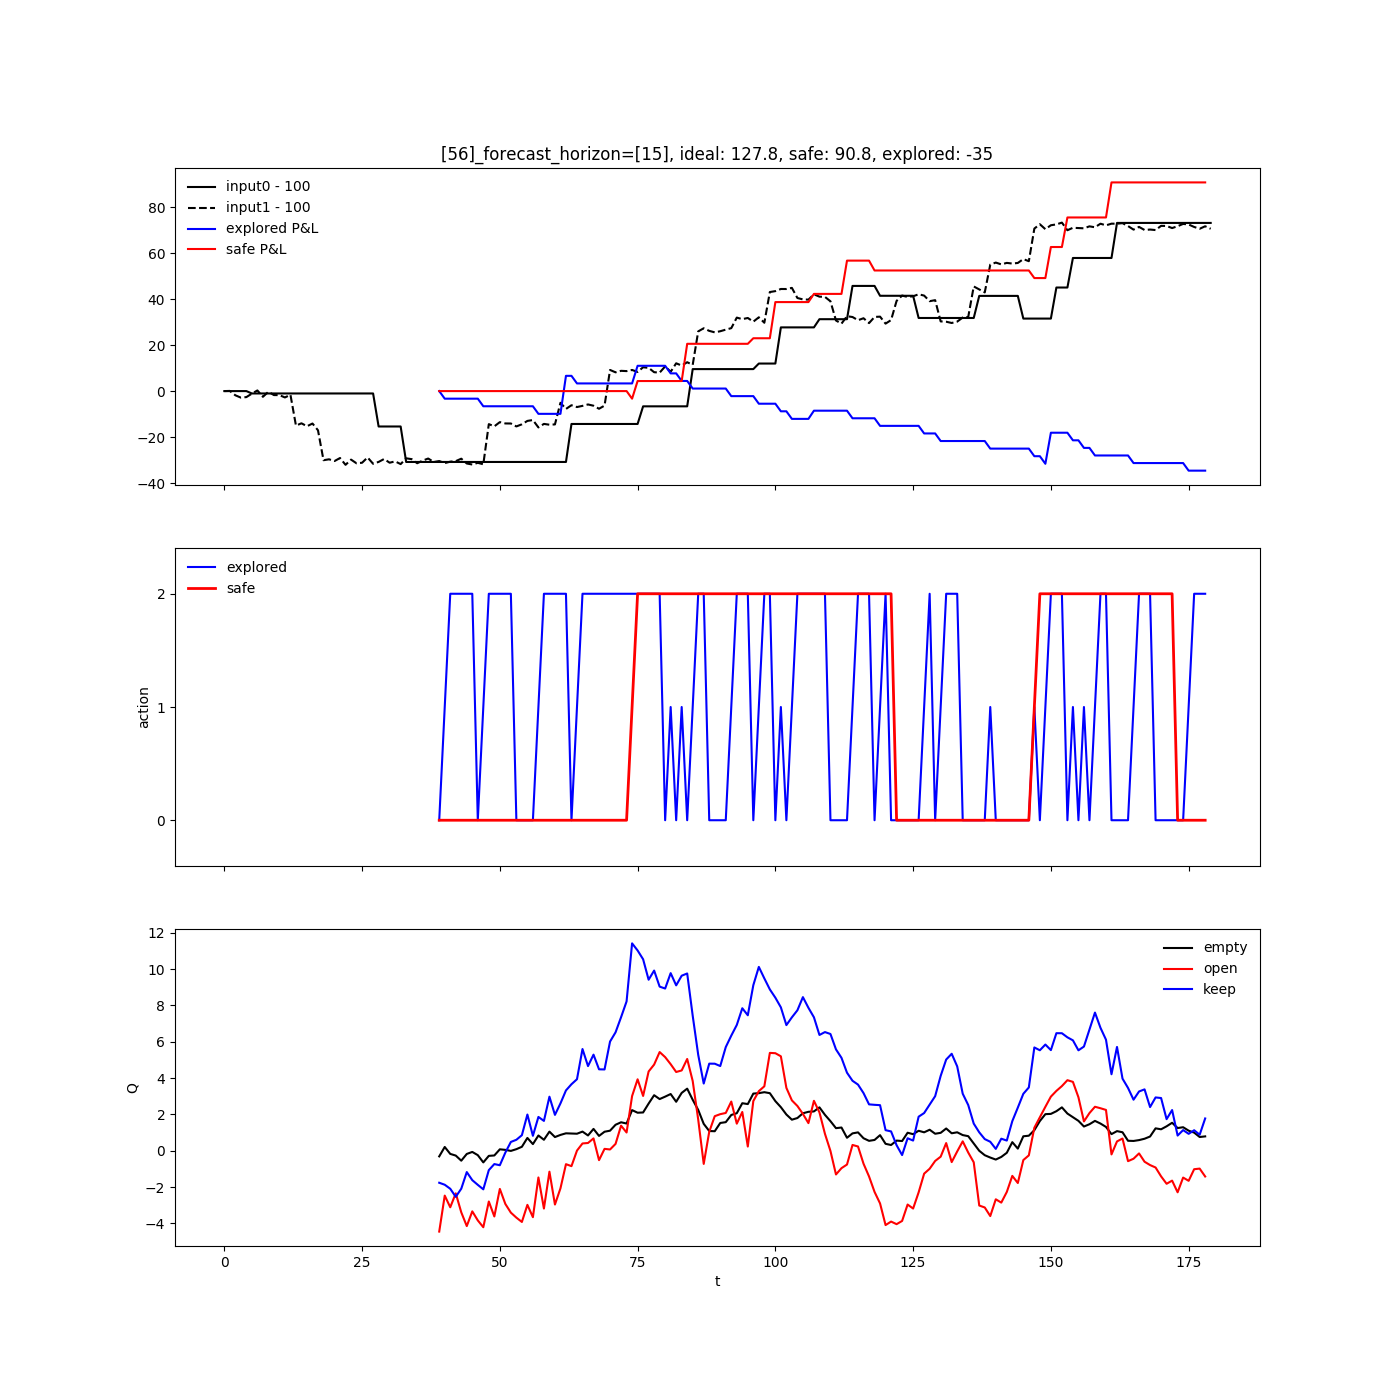 [56]_forecast_horizon=[15], ideal: 127.8, safe: 90.8, explored: -35
input0 - 100
input1 - 100
explored P&L
safe P&L
80
60
40
20
0
−20
−40
explored
safe
2
1
0
action
empty
open
keep
12
10
8
6
4
2
0
−2
−4
Q
0 25 50 75 100 125 150 175
t